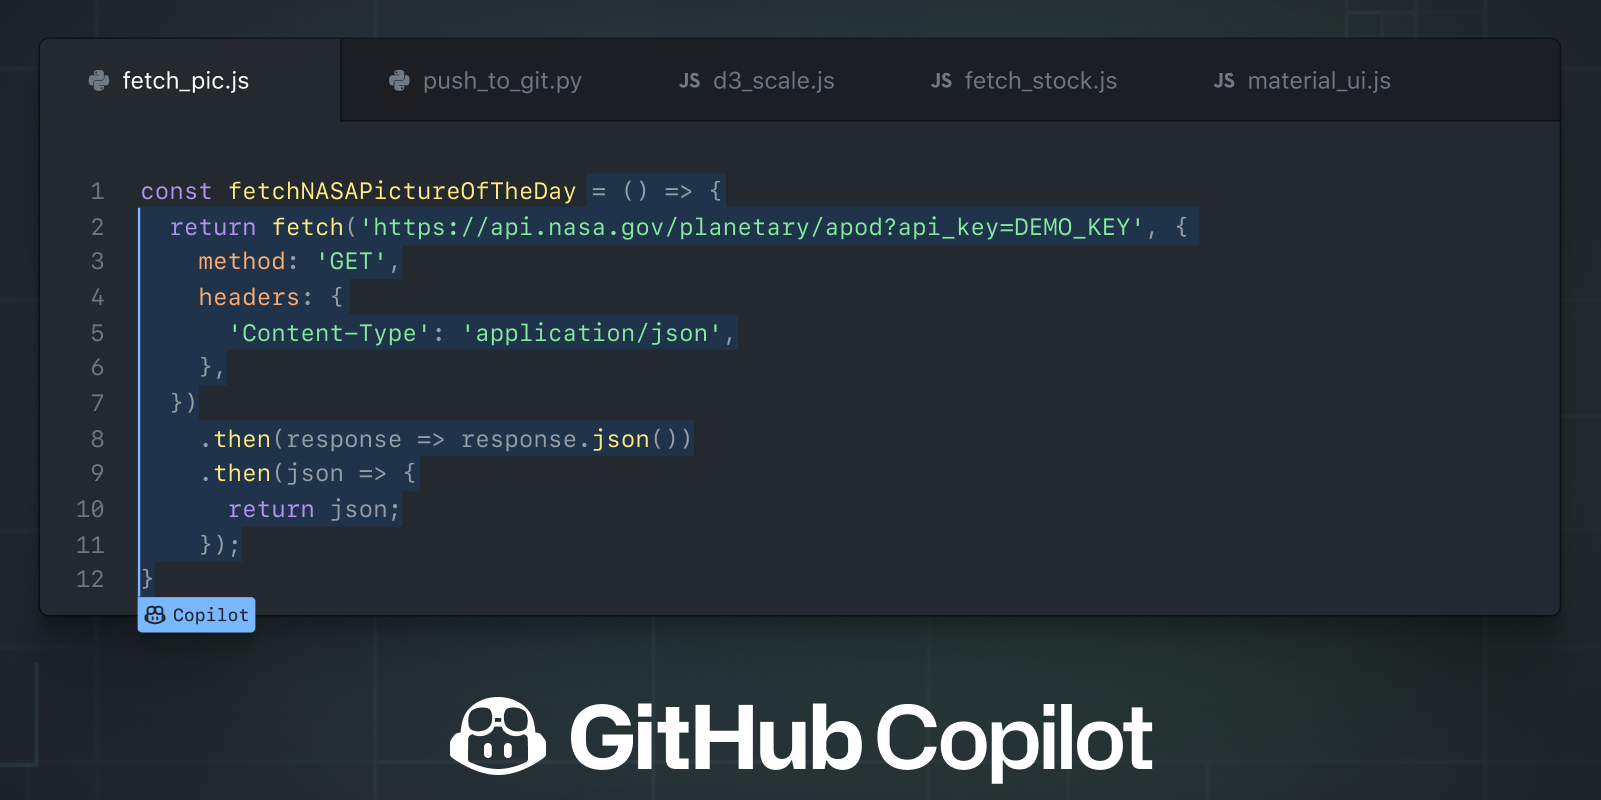 fetch_pic.js push_to_git.py JS d3_scale.js JS fetch_stock.js JS material_ui.js
1 const fetchNASAPictureOfTheDay = () => {
2   return fetch('https://api.nasa.gov/planetary/apod?api_key=DEMO_KEY', {
3     method: 'GET',
4     headers: {
5       'Content-Type': 'application/json',
6     },
7   })
8     .then(response => response.json())
9     .then(json => {
10       return json;
11     });
12 }
Copilot
GitHub Copilot